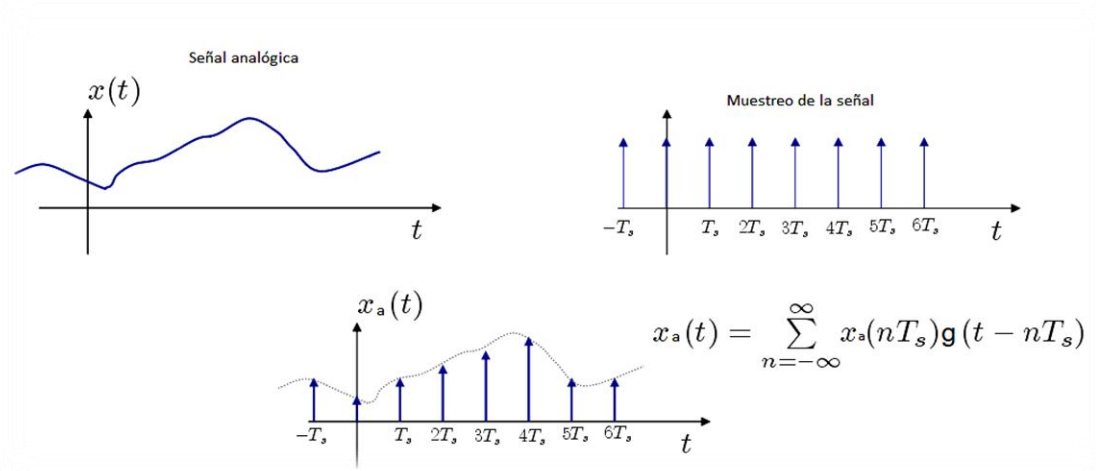 Señal analógica
x(t)
t
Muestreo de la señal
−Tₛ Tₛ 2Tₛ 3Tₛ 4Tₛ 5Tₛ 6Tₛ t
xₐ(t)
−Tₛ Tₛ 2Tₛ 3Tₛ 4Tₛ 5Tₛ 6Tₛ t
xₐ(t) = ∑_{n=−∞}^{∞} xₐ(nTₛ)g(t − nTₛ)